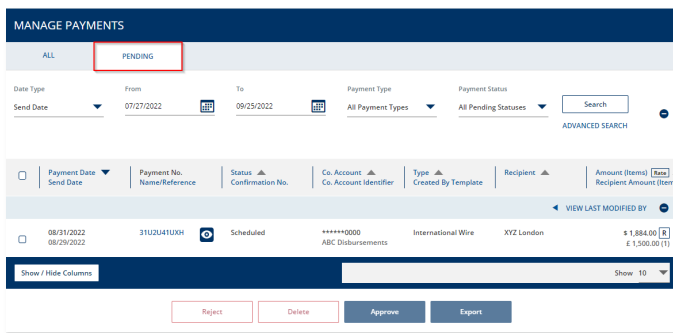 MANAGE PAYMENTS
ALL PENDING
Date Type From To Payment Type Payment Status
Send Date 07/27/2022 09/25/2022 All Payment Types All Pending Statuses Search
ADVANCED SEARCH
Payment Date Payment No. Status Co. Account Type Recipient Amount (Items) Rate
Send Date Name/Reference Confirmation No. Co. Account Identifier Created By Template Recipient Amount (Item
VIEW LAST MODIFIED BY
08/31/2022 31U2U41UXH Scheduled ******0000 International Wire XYZ London $ 1,884.00 R
08/29/2022 ABC Disbursements £ 1,500.00 (1)
Show / Hide Columns Show 10
Reject Delete Approve Export